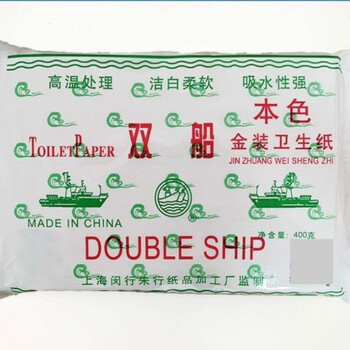 高温处理 洁白柔软 吸水性强
本色
TOILET PAPER 双船 金装卫生纸
JIN ZHUANG WEI SHENG ZHI
MADE IN CHINA
DOUBLE SHIP 净含量: 400克
上海闵行朱行纸品加工厂监制